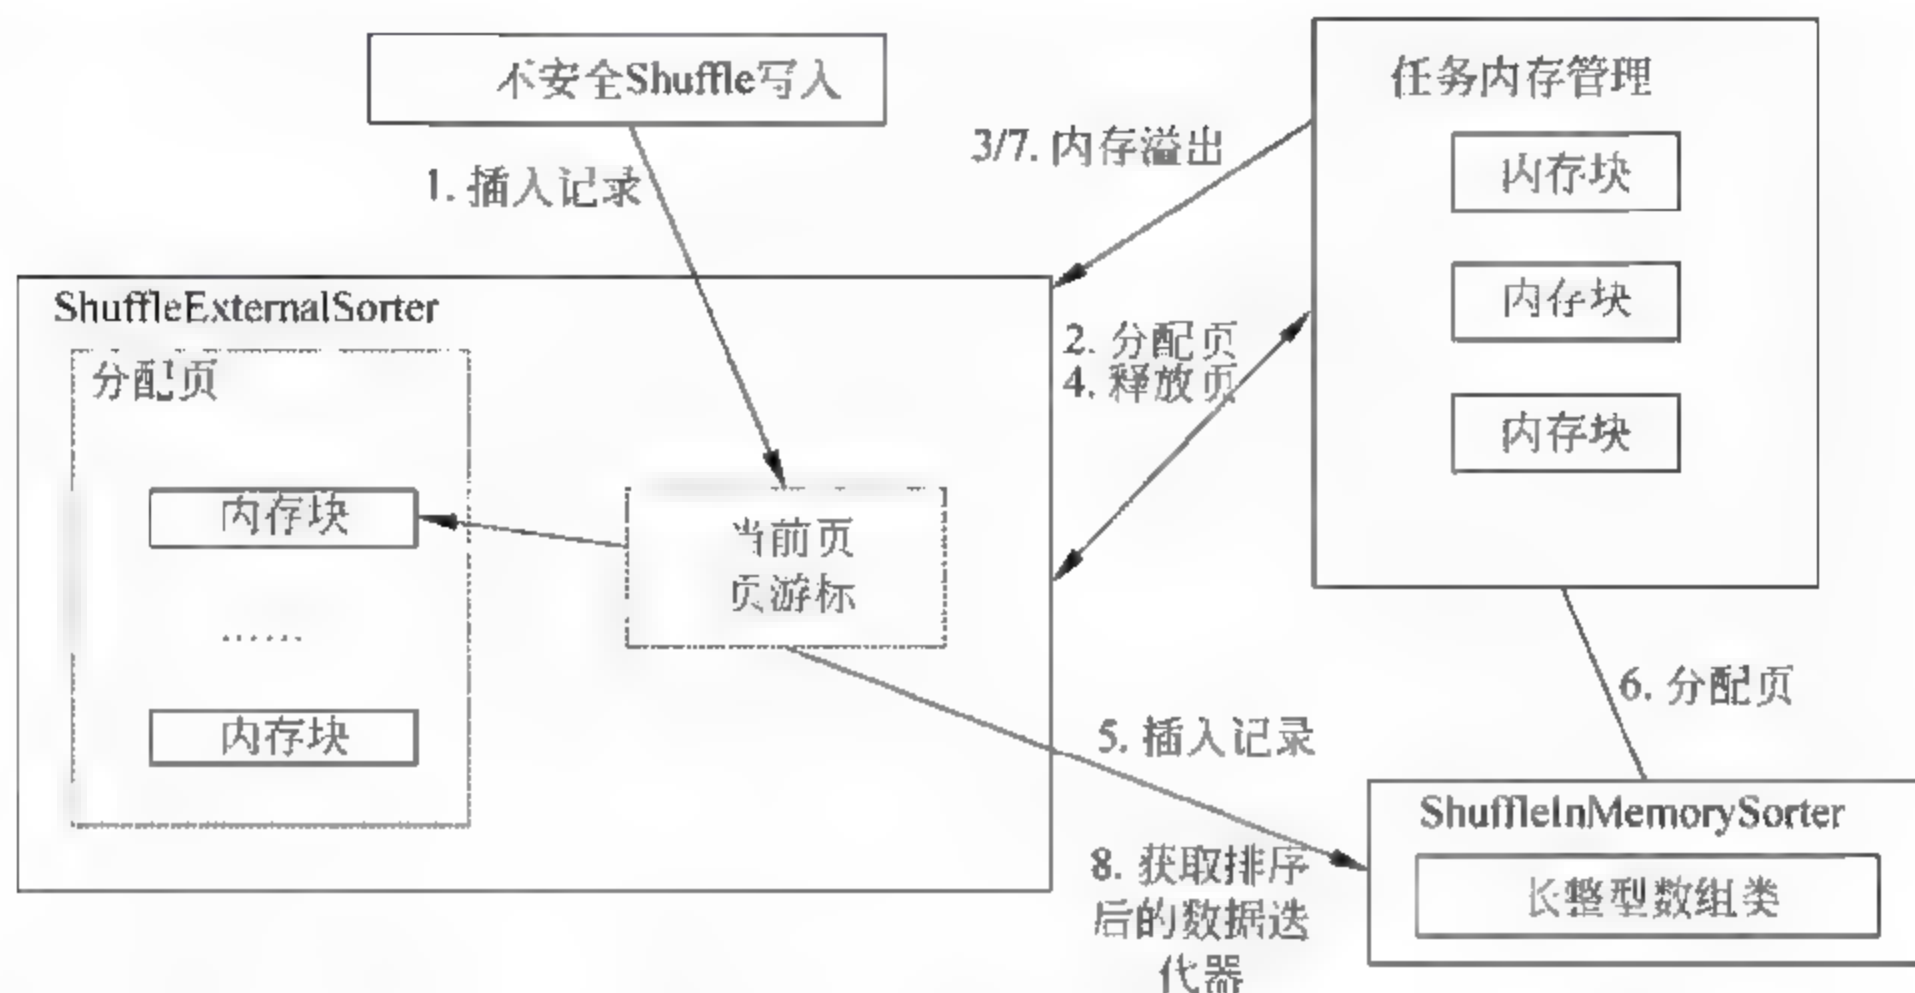 不安全Shuffle写入
任务内存管理
内存块
内存块
内存块
3/7. 内存溢出
1. 插入记录
ShuffleExternalSorter
分配页
内存块
······
内存块
当前页
页游标
2. 分配页
4. 释放页
6. 分配页
5. 插入记录
ShuffleInMemorySorter
长整型数组类
8. 获取排序
后的数据迭
代器